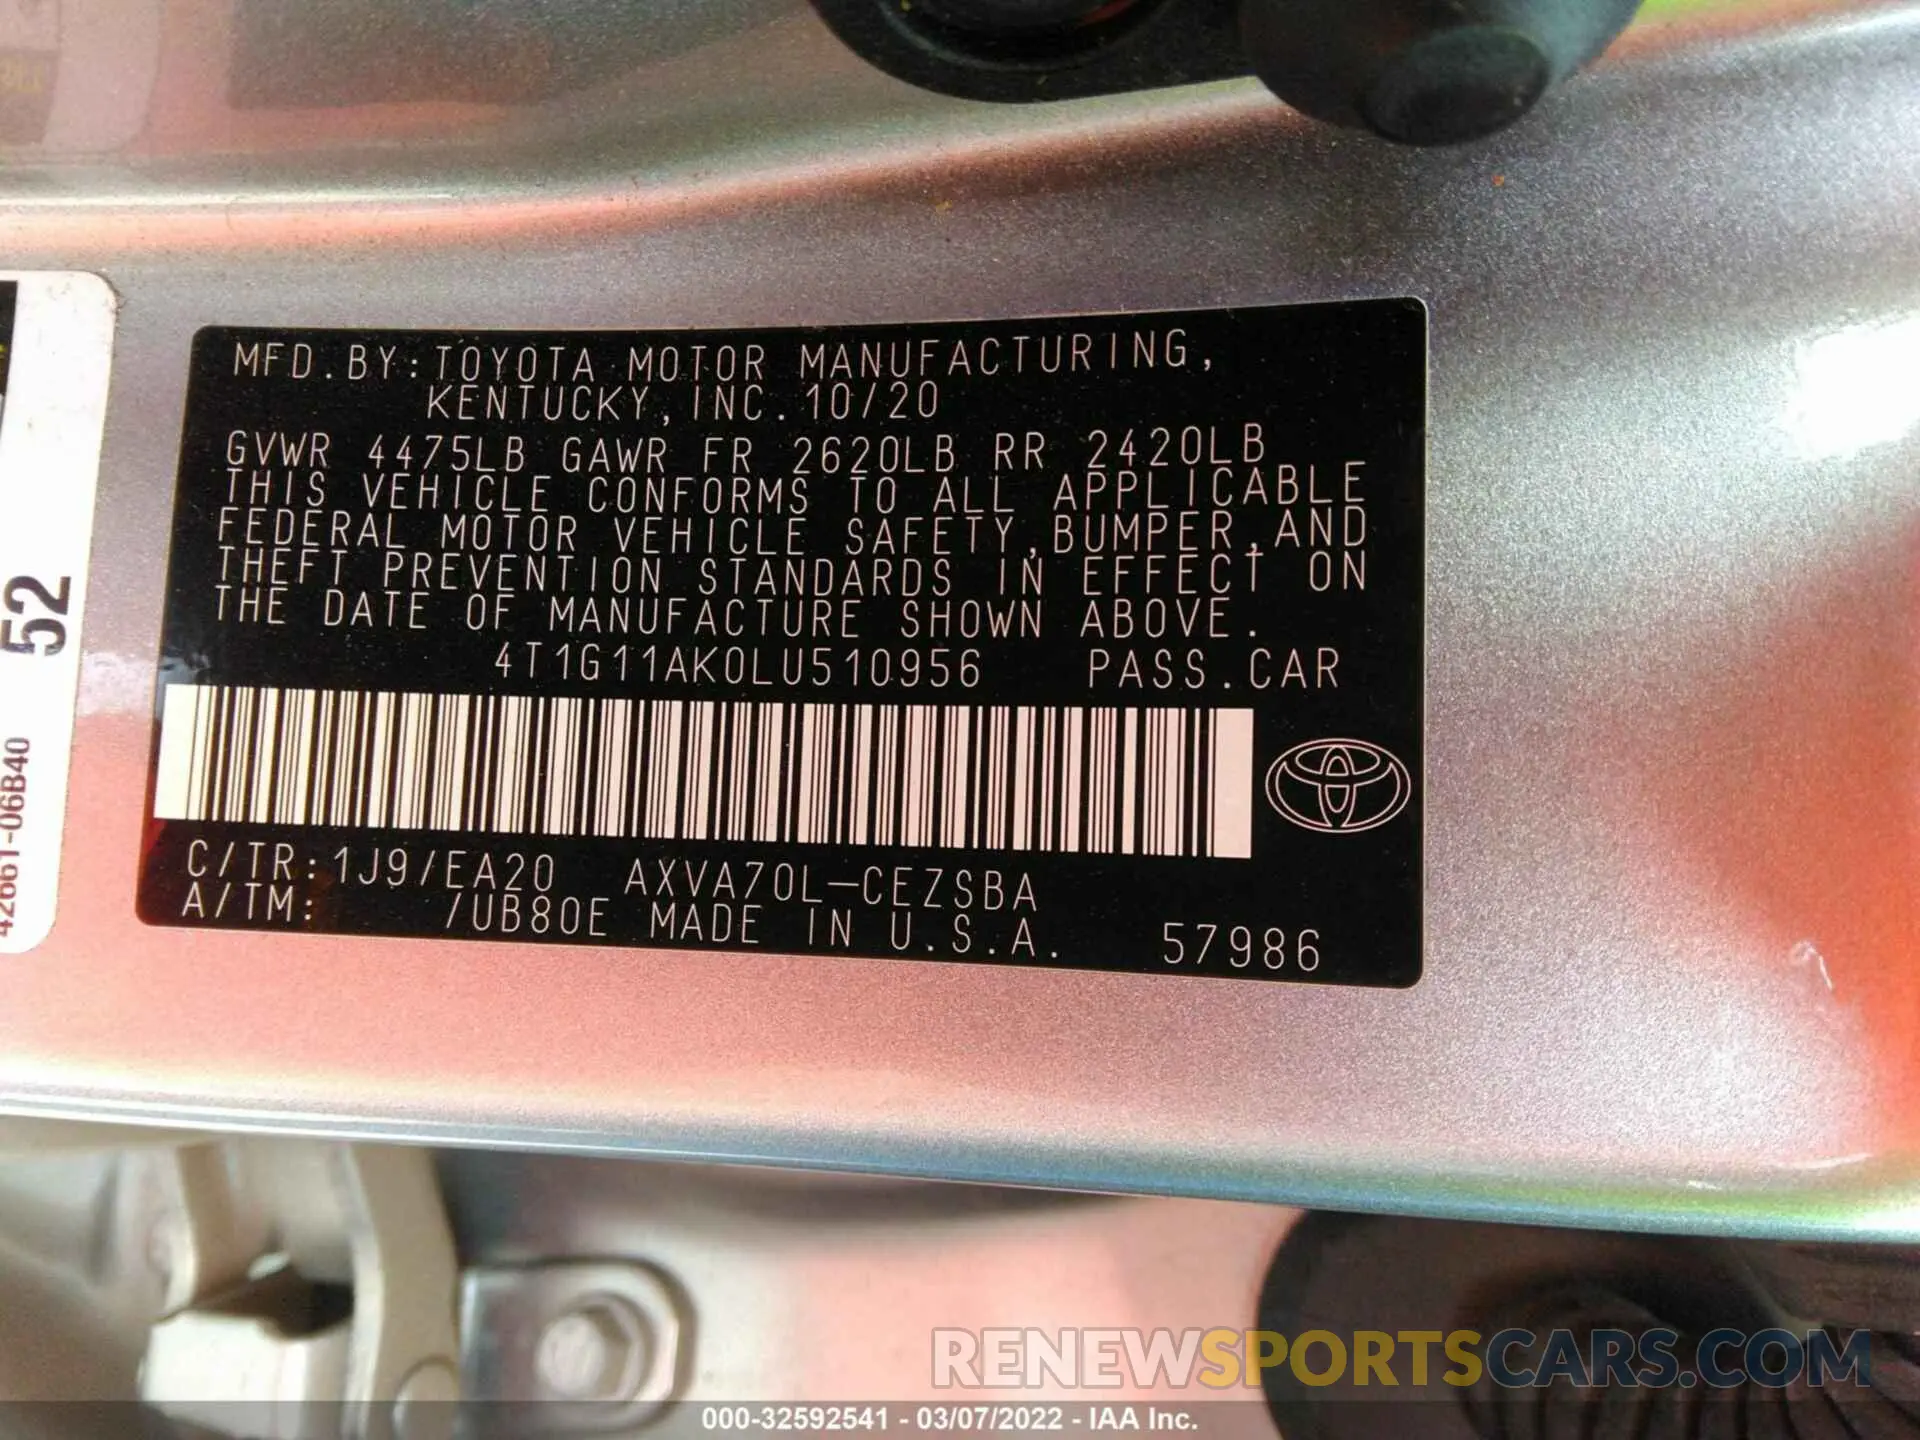 MFD.BY:TOYOTA MOTOR MANUFACTURING,
KENTUCKY,INC.10/20
GVWR 4475LB GAWR FR 2620LB RR 2420LB
THIS VEHICLE CONFORMS TO ALL APPLICABLE
FEDERAL MOTOR VEHICLE SAFETY,BUMPER,AND
THEFT PREVENTION STANDARDS IN EFFECT ON
THE DATE OF MANUFACTURE SHOWN ABOVE.
4T1G11AK0LU510956 PASS.CAR
C/TR:1J9/EA20 AXVA70L-CEZSBA
A/TM: /UB80E MADE IN U.S.A. 57986
52
42661-06B40
RENEWSPORTSCARS.COM
000-32592541 - 03/07/2022 - IAA Inc.